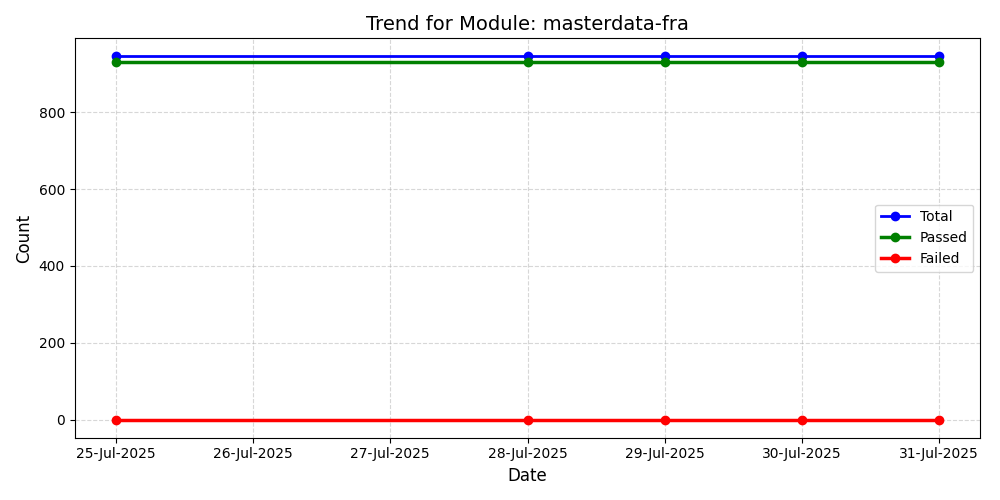 Trend for Module: masterdata-fra
Count
800
600
400
200
0
Total
Passed
Failed
25-Jul-2025 26-Jul-2025 27-Jul-2025 28-Jul-2025 29-Jul-2025 30-Jul-2025 31-Jul-2025
Date